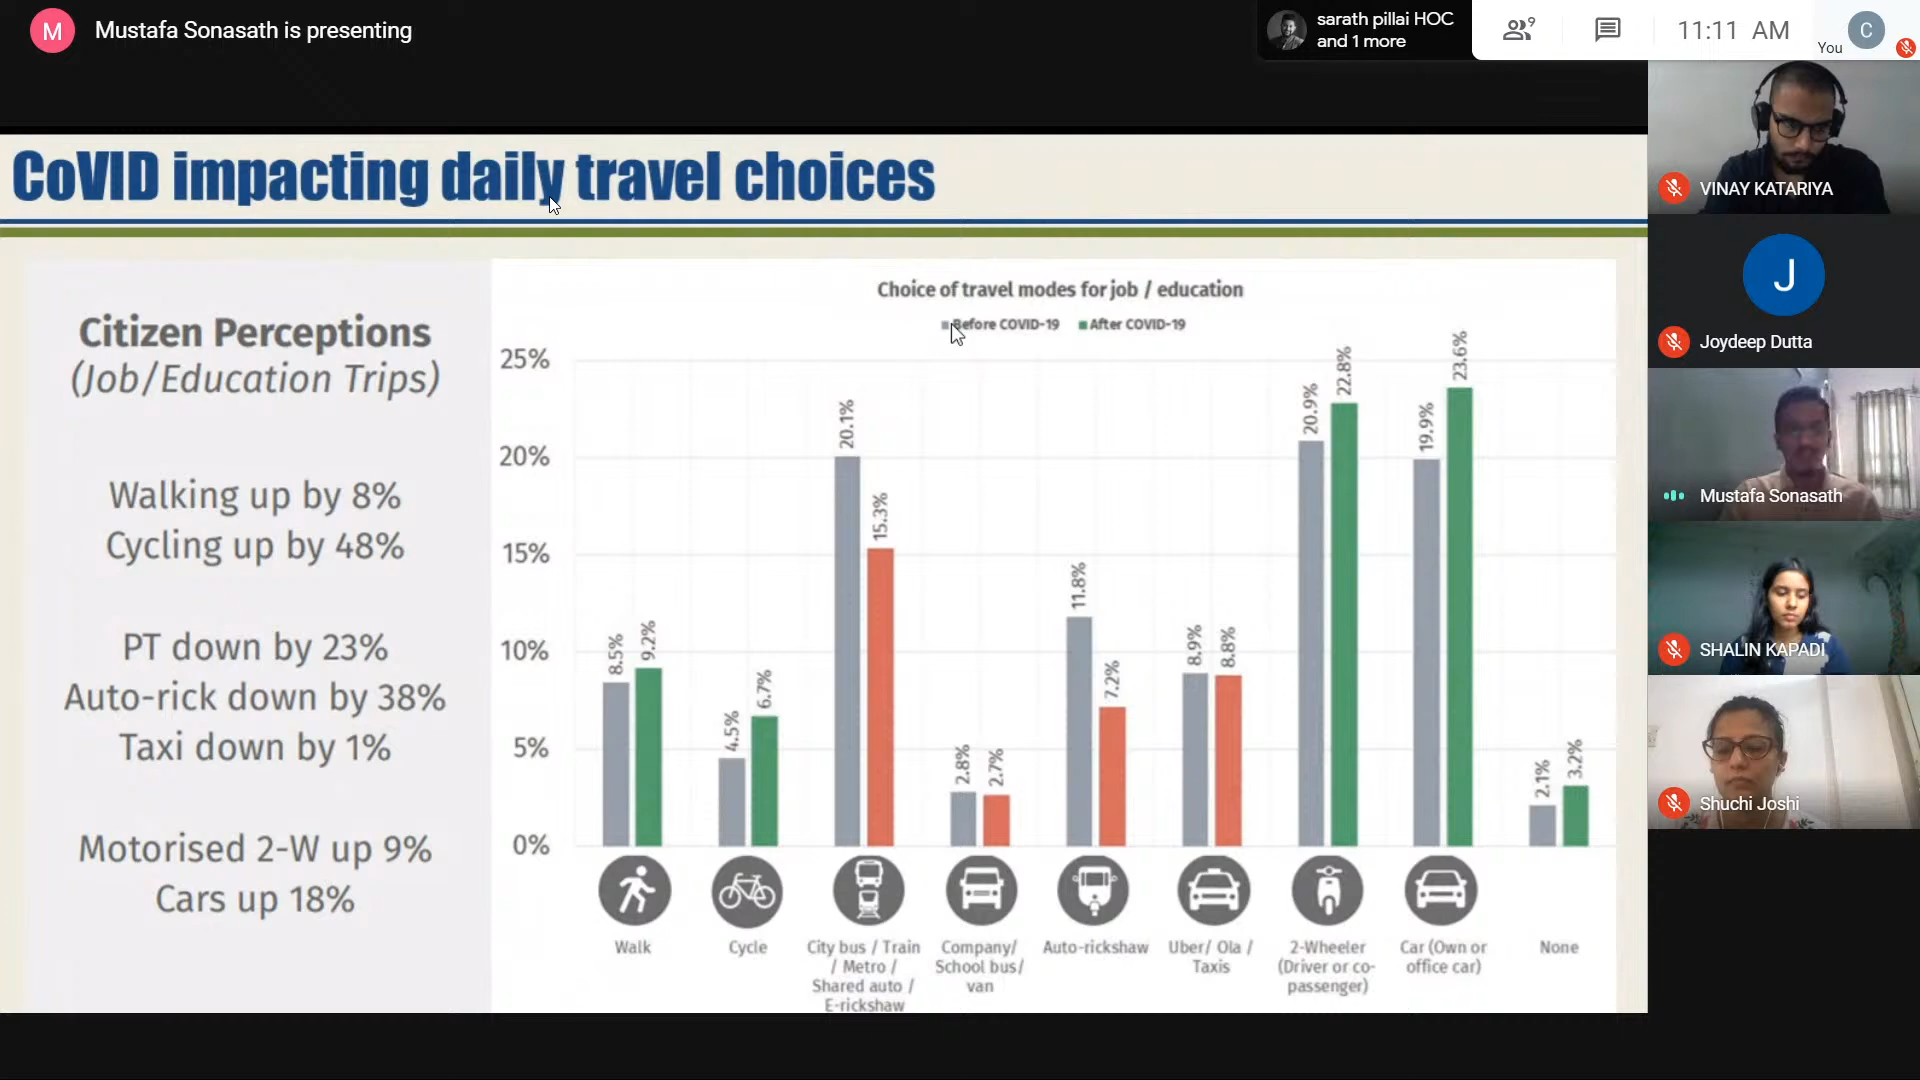 M
Mustafa Sonasath is presenting
sarath pillai HOC
and 1 more
9
11:11 AM
You
C
CoVID impacting daily travel choices
Citizen Perceptions
(Job/Education Trips)
Walking up by 8%
Cycling up by 48%
PT down by 23%
Auto-rick down by 38%
Taxi down by 1%
Motorised 2-W up 9%
Cars up 18%
Choice of travel modes for job / education
Before COVID-19 After COVID-19
25%
20%
15%
10%
5%
0%
8.5% 9.2%
4.5% 6.7%
20.1% 15.3%
2.8% 2.7%
11.8% 7.2%
8.9% 8.8%
20.9% 22.8%
19.9% 23.6%
2.1% 3.2%
Walk
Cycle
City bus / Train
/ Metro /
Shared auto /
E-rickshaw
Company/
School bus/
van
Auto-rickshaw
Uber/ Ola /
Taxis
2-Wheeler
(Driver or co-
passenger)
Car (Own or
office car)
None
VINAY KATARIYA
J
Joydeep Dutta
Mustafa Sonasath
SHALIN KAPADI
Shuchi Joshi